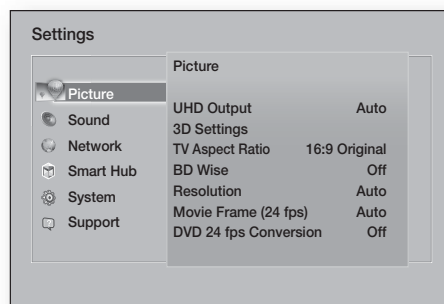 Settings
Picture
Sound
Network
Smart Hub
System
Support
Picture
UHD Output Auto
3D Settings
TV Aspect Ratio 16:9 Original
BD Wise Off
Resolution Auto
Movie Frame (24 fps) Auto
DVD 24 fps Conversion Off